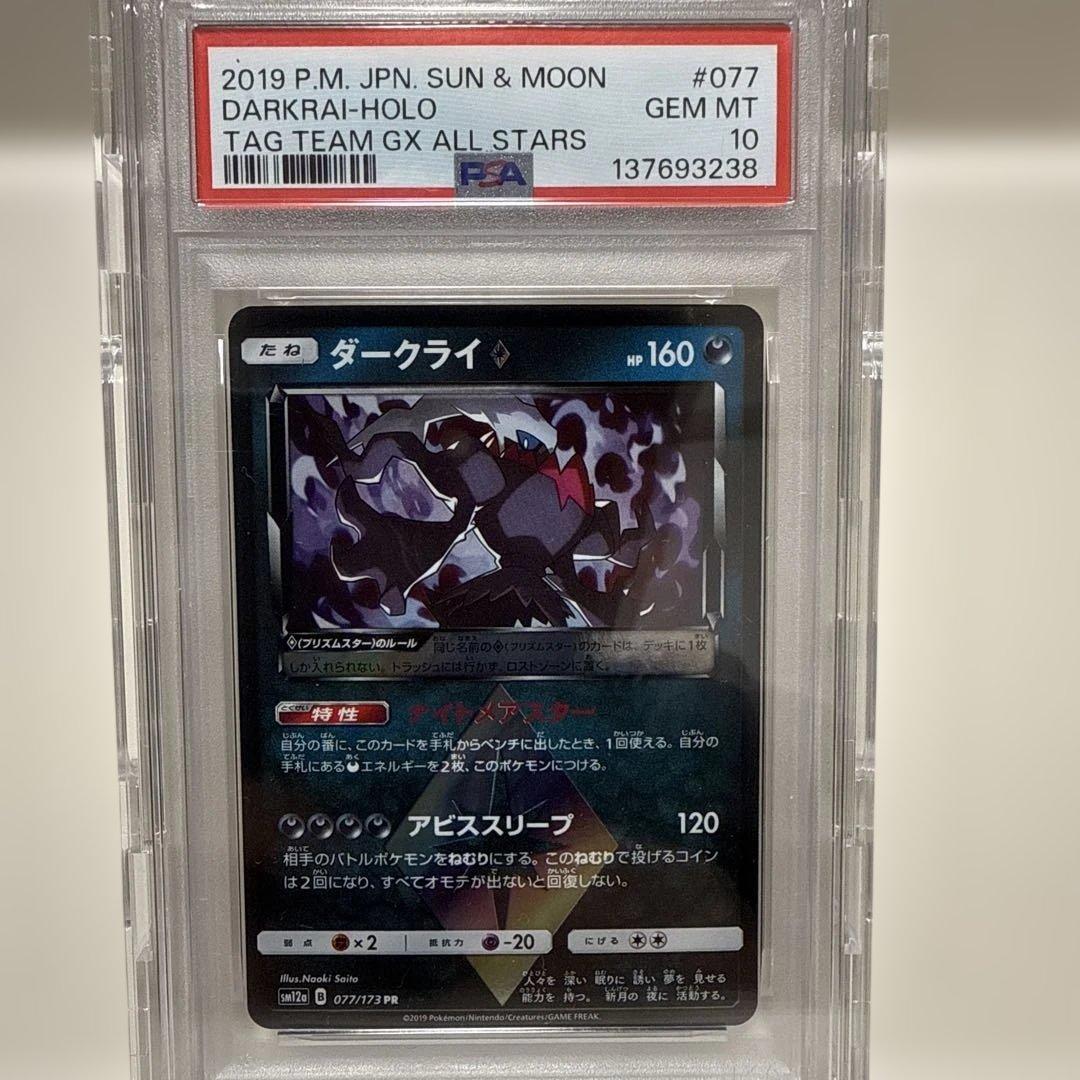 2019 P.M. JPN. SUN & MOON #077
DARKRAI-HOLO GEM MT
TAG TEAM GX ALL STARS 10
PSA 137693238
たね ダークライ HP 160
(プリズムスター)のルール 同じ名前の(プリズムスター)のカードは、デッキに1枚
しか入れられない。トラッシュには行かず、ロストゾーンに置く。
特性 ナイトメアスター
自分の番に、このカードを手札からベンチに出したとき、1回使える。自分の
手札にあるエネルギーを2枚、このポケモンにつける。
アビススリープ 120
相手のバトルポケモンをねむりにする。このねむりで投げるコイン
は2回になり、すべてオモテが出ないと回復しない。
弱点 ×2 抵抗力 -20 にげる
Illus.Naoki Saito
人々を 深い 眠りに 誘い 夢を 見せる
能力を 持つ。 新月の 夜に 活動する。
sm12a B 077/173 PR
©2019 Pokémon/Nintendo/Creatures/GAME FREAK.